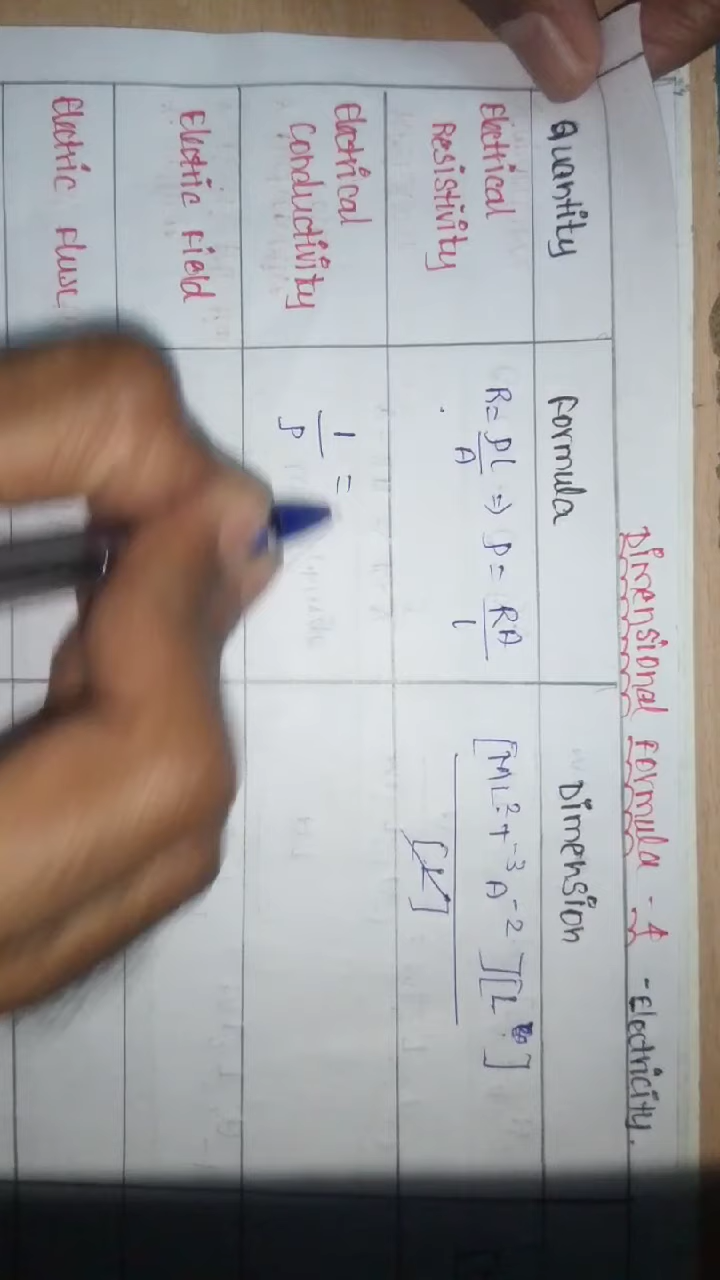 Dimensional Formula - 4 - Electricity.
Quantity Formula Dimension
Electrical Resistivity R = ρl/A ⇒ ρ = RA/l [ML²T⁻³A⁻²][L²]/[L]
Electrical Conductivity 1/ρ =
Electric Field
Electric Flux